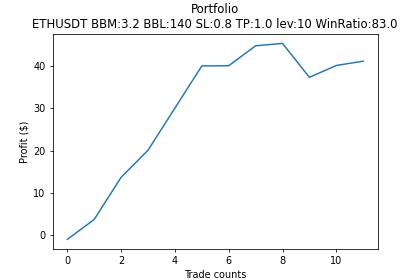 Portfolio
ETHUSDT BBM:3.2 BBL:140 SL:0.8 TP:1.0 lev:10 WinRatio:83.0
40
30
20
10
0
Profit ($)
0 2 4 6 8 10
Trade counts